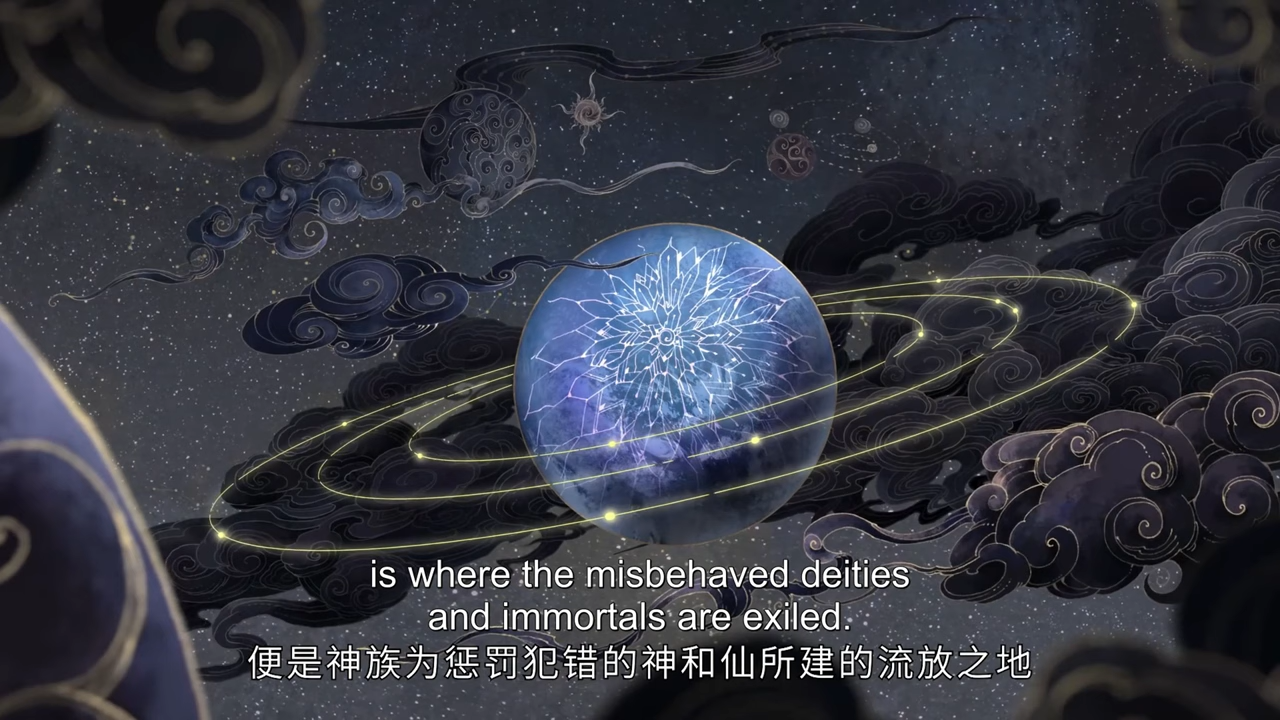 is where the misbehaved deities
and immortals are exiled.
便是神族为惩罚犯错的神和仙所建的流放之地